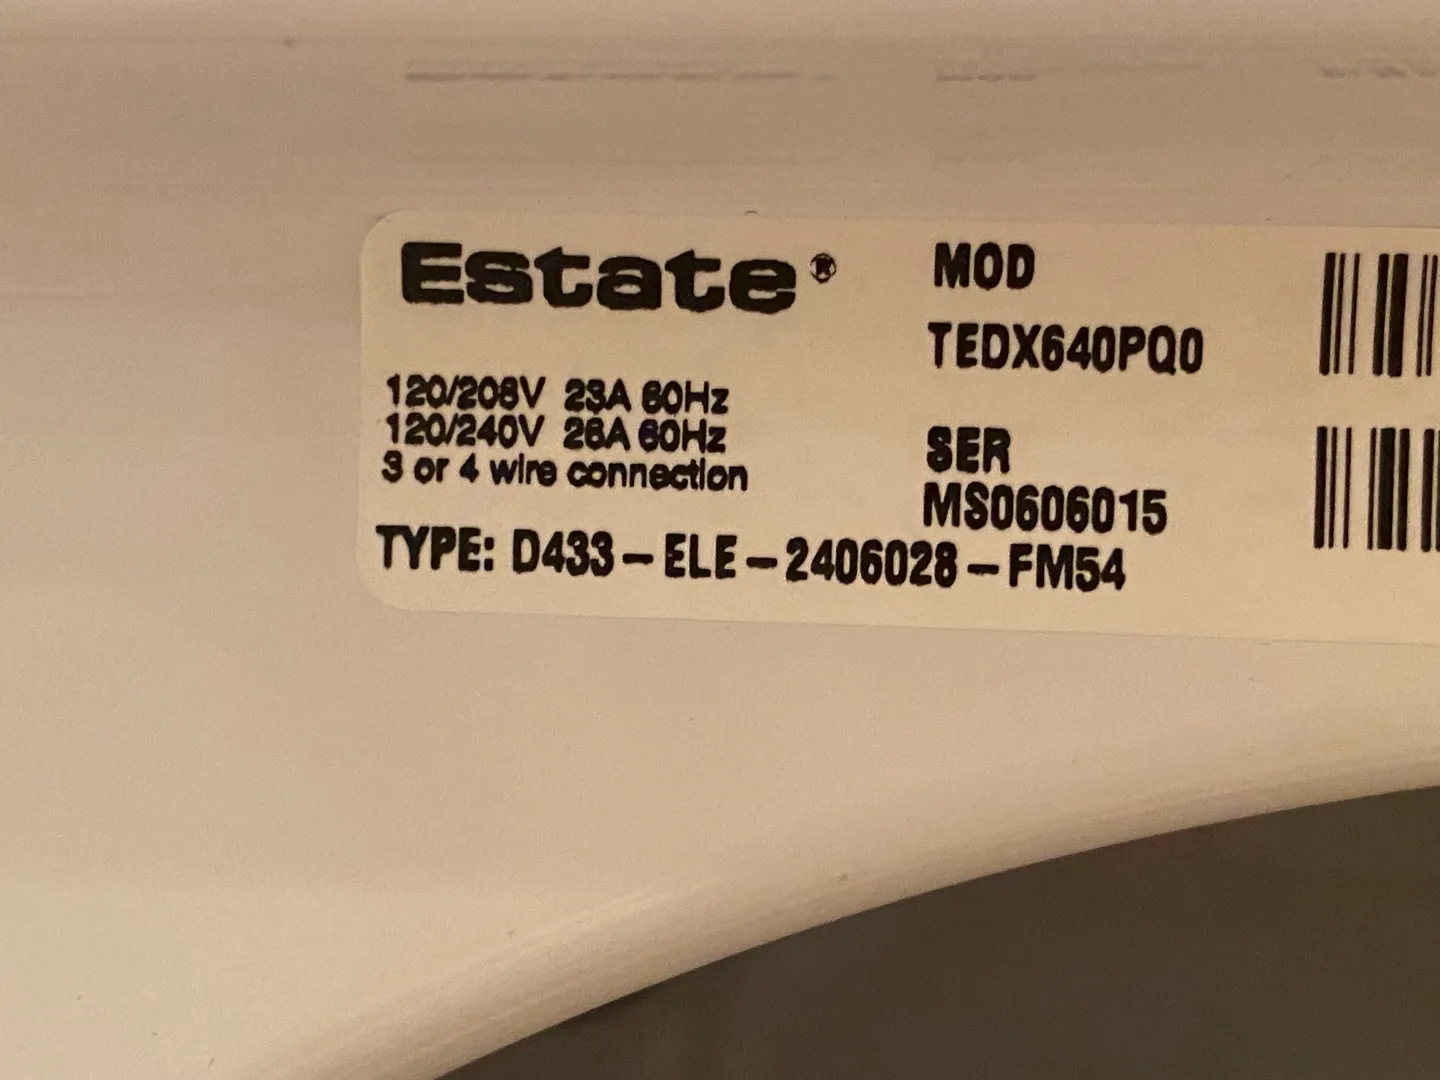 Estate®
120/208V 23A 60Hz
120/240V 26A 60Hz
3 or 4 wire connection
MOD
TEDX640PQ0
SER
MS0606015
TYPE: D433-ELE-2406028-FM54